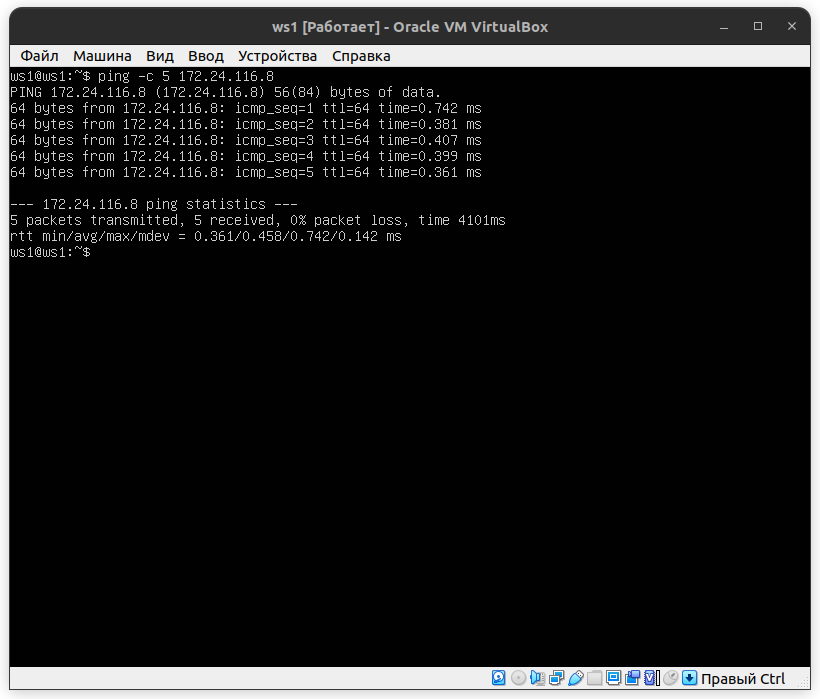 ws1 [Работает] - Oracle VM VirtualBox
Файл Машина Вид Ввод Устройства Справка
ws1@ws1:~$ ping -c 5 172.24.116.8
PING 172.24.116.8 (172.24.116.8) 56(84) bytes of data.
64 bytes from 172.24.116.8: icmp_seq=1 ttl=64 time=0.742 ms
64 bytes from 172.24.116.8: icmp_seq=2 ttl=64 time=0.381 ms
64 bytes from 172.24.116.8: icmp_seq=3 ttl=64 time=0.407 ms
64 bytes from 172.24.116.8: icmp_seq=4 ttl=64 time=0.399 ms
64 bytes from 172.24.116.8: icmp_seq=5 ttl=64 time=0.361 ms
--- 172.24.116.8 ping statistics ---
5 packets transmitted, 5 received, 0% packet loss, time 4101ms
rtt min/avg/max/mdev = 0.361/0.458/0.742/0.142 ms
ws1@ws1:~$
Правый Ctrl